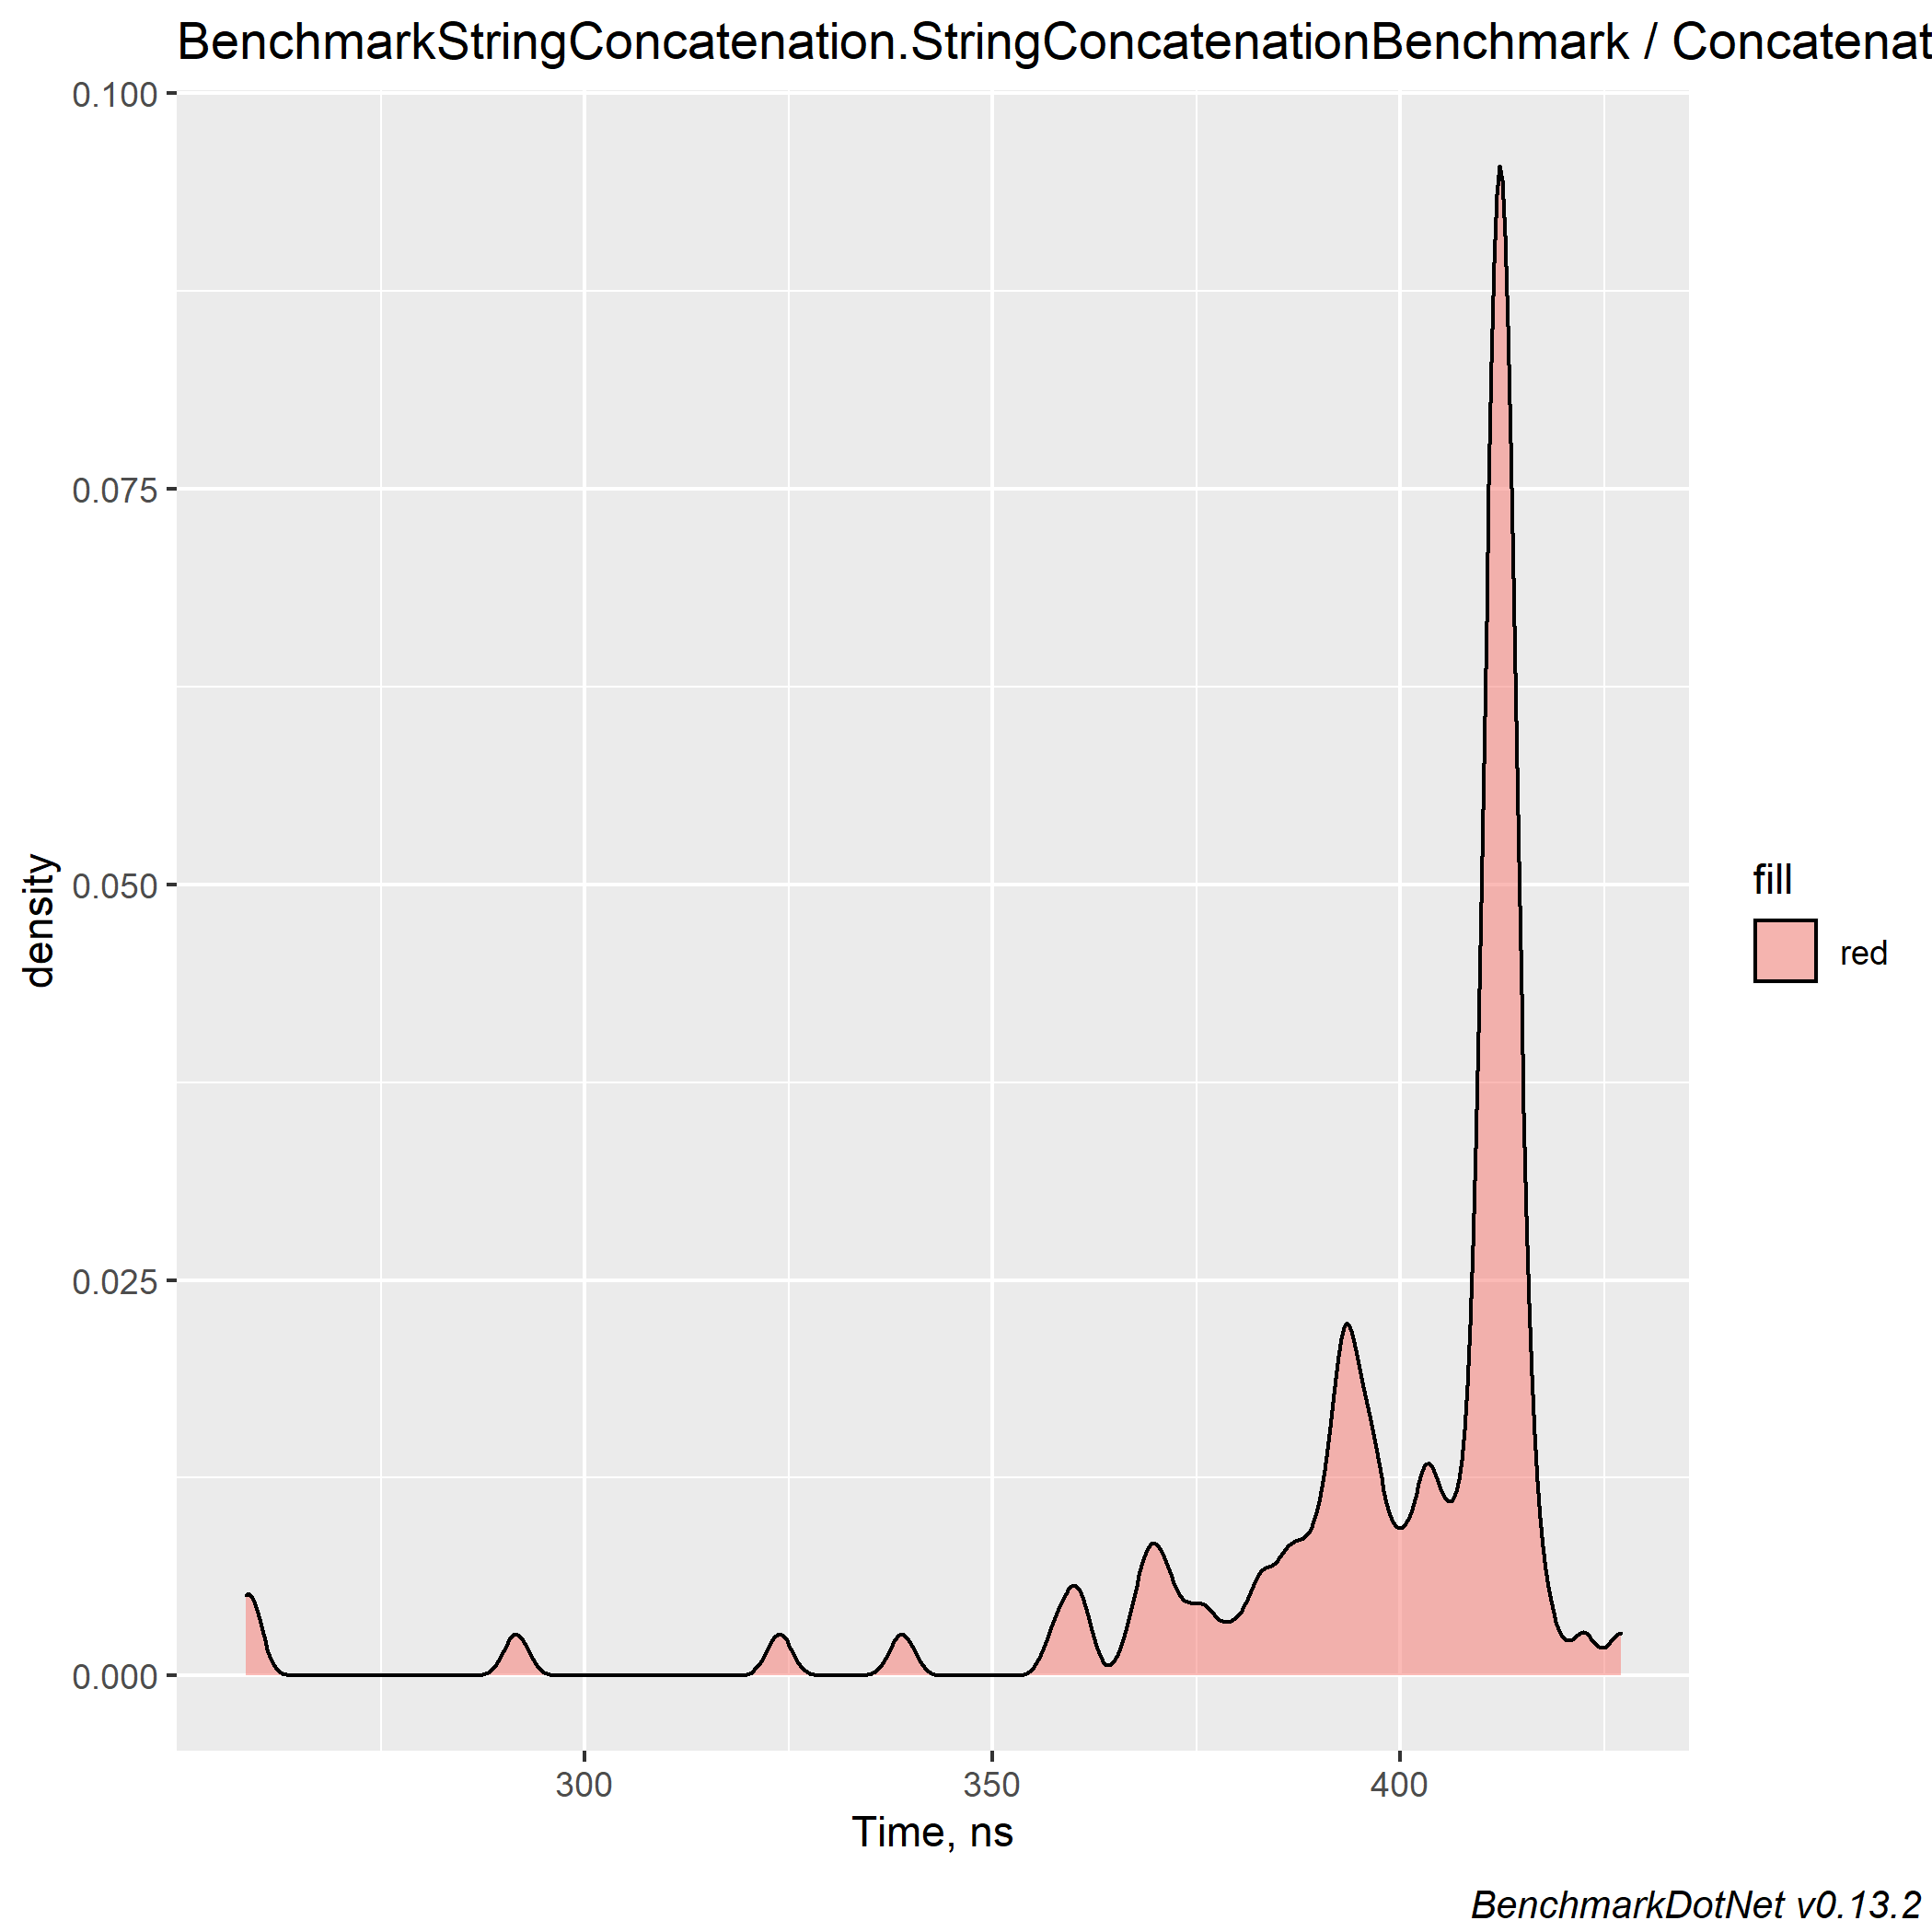 BenchmarkStringConcatenation.StringConcatenationBenchmark / Concatenat
0.100
0.075
0.050
0.025
0.000
density
300
350
400
Time, ns
fill
red
BenchmarkDotNet v0.13.2